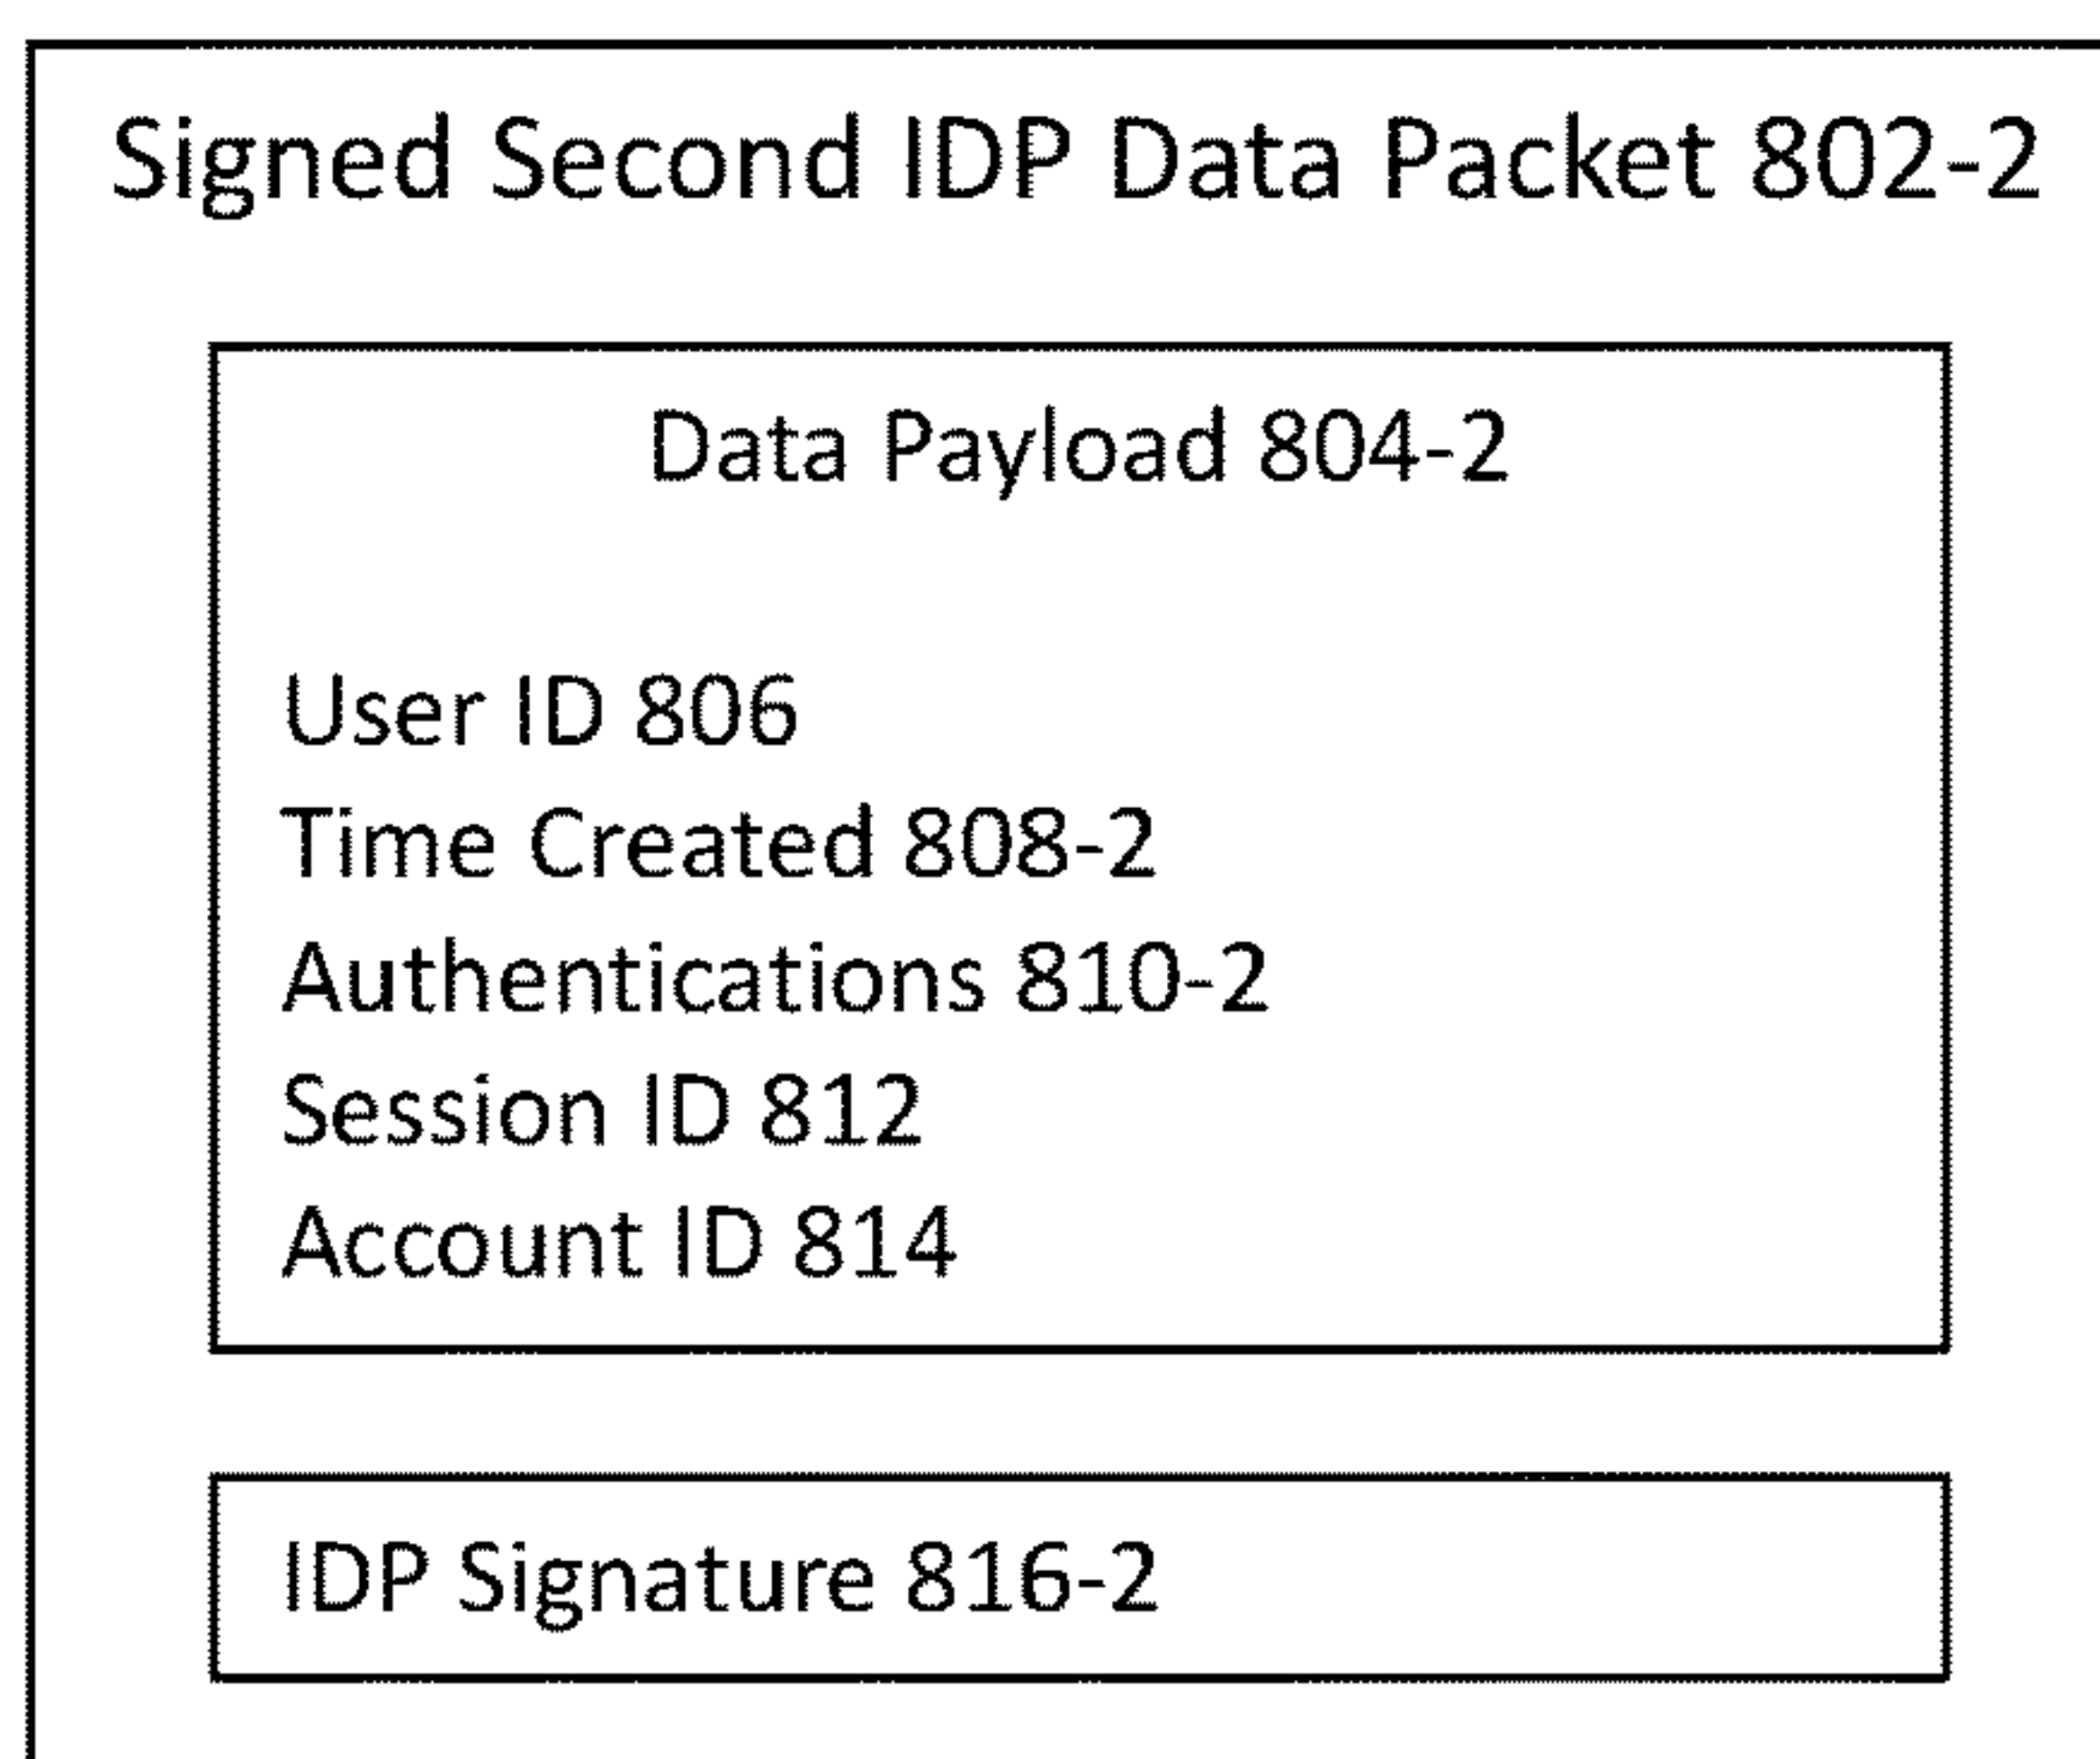 Signed Second IDP Data Packet 802-2
Data Payload 804-2
User ID 806
Time Created 808-2
Authentications 810-2
Session ID 812
Account ID 814
IDP Signature 816-2